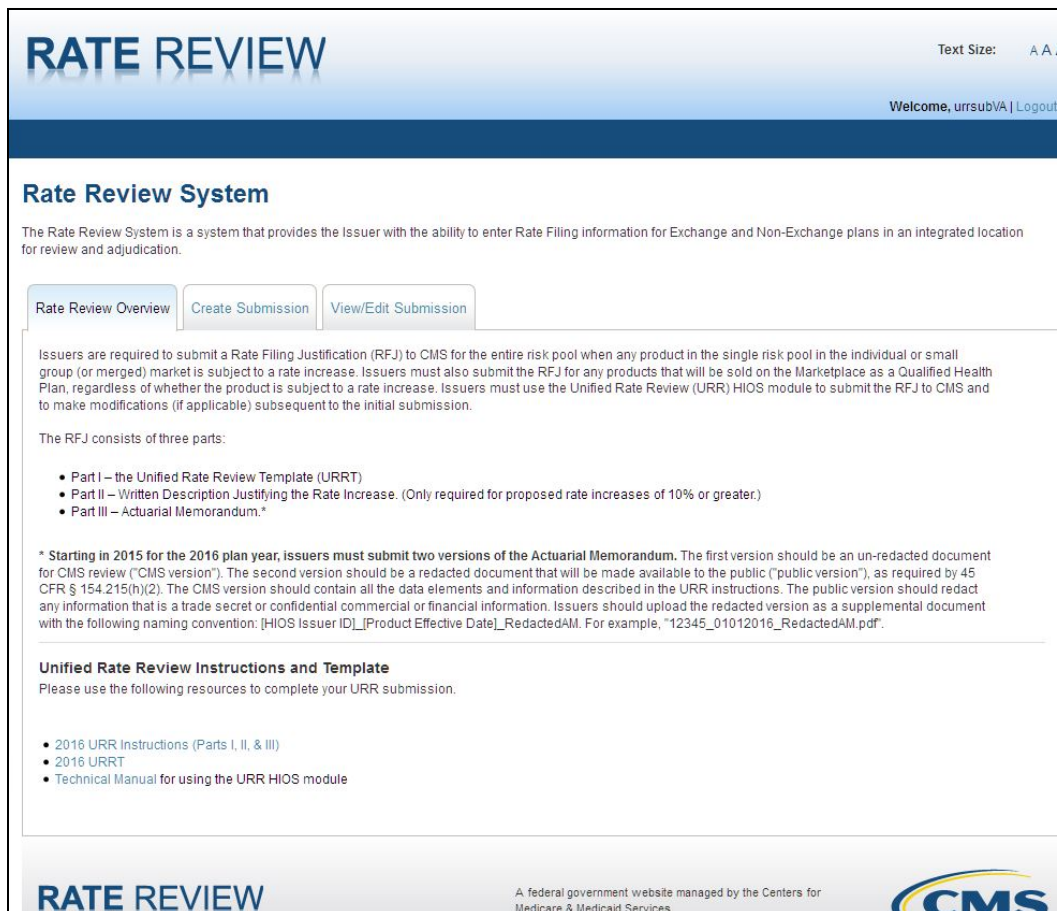 RATE REVIEW
Text Size: A A
Welcome, urrsubVA | Logout
Rate Review System
The Rate Review System is a system that provides the Issuer with the ability to enter Rate Filing information for Exchange and Non-Exchange plans in an integrated location
for review and adjudication.
Rate Review Overview
Create Submission
View/Edit Submission
Issuers are required to submit a Rate Filing Justification (RFJ) to CMS for the entire risk pool when any product in the single risk pool in the individual or small
group (or merged) market is subject to a rate increase. Issuers must also submit the RFJ for any products that will be sold on the Marketplace as a Qualified Health
Plan, regardless of whether the product is subject to a rate increase. Issuers must use the Unified Rate Review (URR) HIOS module to submit the RFJ to CMS and
to make modifications (if applicable) subsequent to the initial submission.
The RFJ consists of three parts:
• Part I – the Unified Rate Review Template (URRT)
• Part II – Written Description Justifying the Rate Increase. (Only required for proposed rate increases of 10% or greater.)
• Part III – Actuarial Memorandum.*
* Starting in 2015 for the 2016 plan year, issuers must submit two versions of the Actuarial Memorandum. The first version should be an un-redacted document
for CMS review ("CMS version"). The second version should be a redacted document that will be made available to the public ("public version"), as required by 45
CFR § 154.215(h)(2). The CMS version should contain all the data elements and information described in the URR instructions. The public version should redact
any information that is a trade secret or confidential commercial or financial information. Issuers should upload the redacted version as a supplemental document
with the following naming convention: [HIOS Issuer ID]_[Product Effective Date]_RedactedAM. For example, "12345_01012016_RedactedAM.pdf".
Unified Rate Review Instructions and Template
Please use the following resources to complete your URR submission.
• 2016 URR Instructions (Parts I, II, & III)
• 2016 URRT
• Technical Manual for using the URR HIOS module
RATE REVIEW
A federal government website managed by the Centers for
Medicare & Medicaid Services
CMS